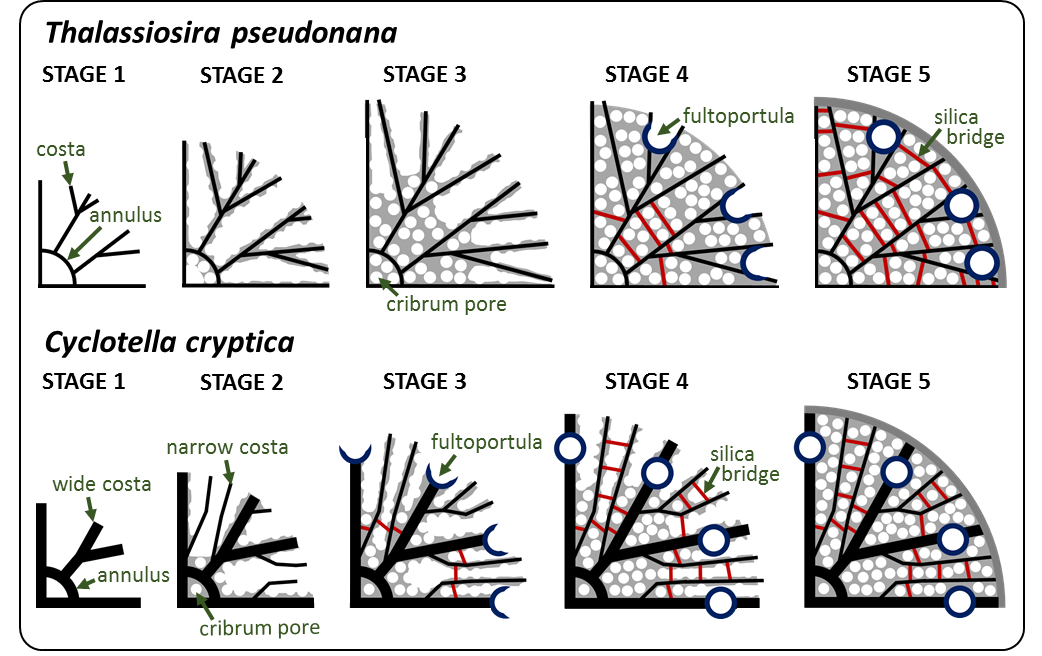 Thalassiosira pseudonana
STAGE 1
STAGE 2
STAGE 3
STAGE 4
STAGE 5
costa
annulus
cribrum pore
fultoportula
silica
bridge
Cyclotella cryptica
STAGE 1
STAGE 2
STAGE 3
STAGE 4
STAGE 5
wide costa
annulus
narrow costa
cribrum pore
fultoportula
silica
bridge